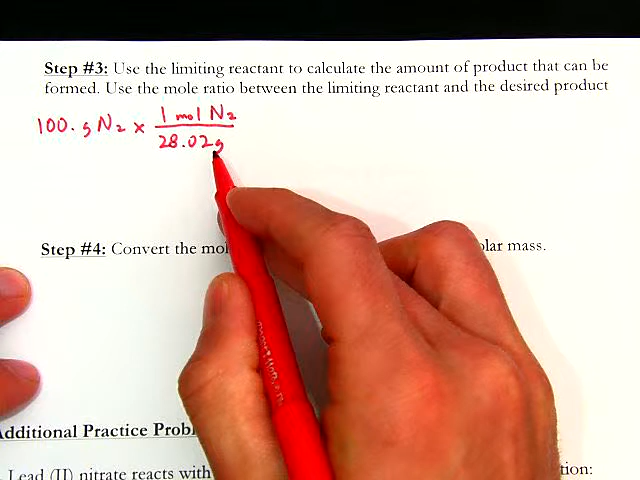 Step #3: Use the limiting reactant to calculate the amount of product that can be
formed. Use the mole ratio between the limiting reactant and the desired product
100. g N₂ × 1 mol N₂
28.02g
Step #4: Convert the mol olar mass.
Additional Practice Prob
. Lead (II) nitrate reacts with tion: